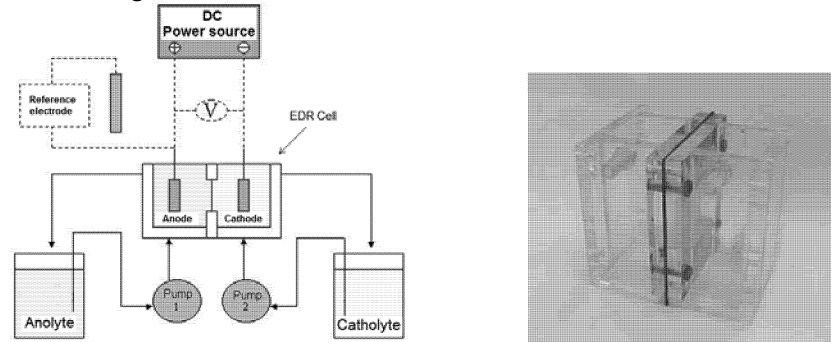 DC
Power source
Reference
electrode
V
EDR Cell
Anode
Cathode
Pump
1
Pump
2
Anolyte
Catholyte